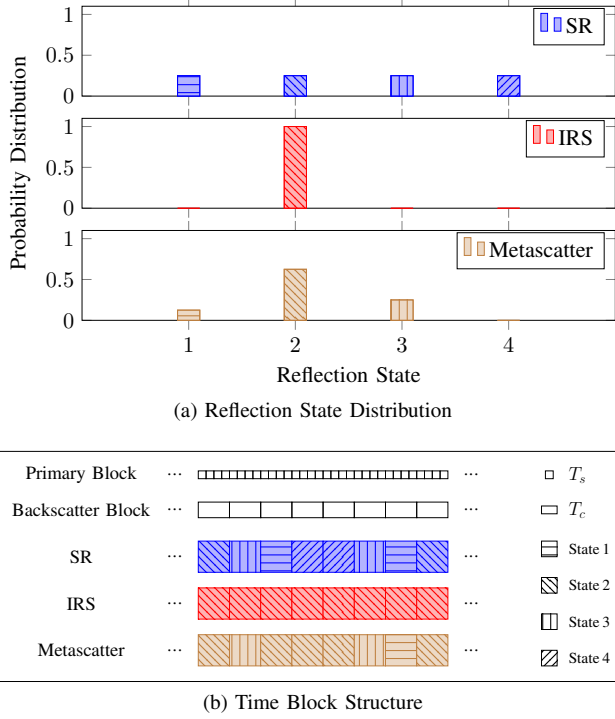 1
0.5
0
SR
1
0.5
0
IRS
1
0.5
0
Metascatter
Probability Distribution
1 2 3 4
Reflection State
(a) Reflection State Distribution
Primary Block ... ... Tₛ
Backscatter Block ... ... T꜀
SR ... ... State 1
State 2
IRS ... ... State 3
Metascatter ... ... State 4
(b) Time Block Structure